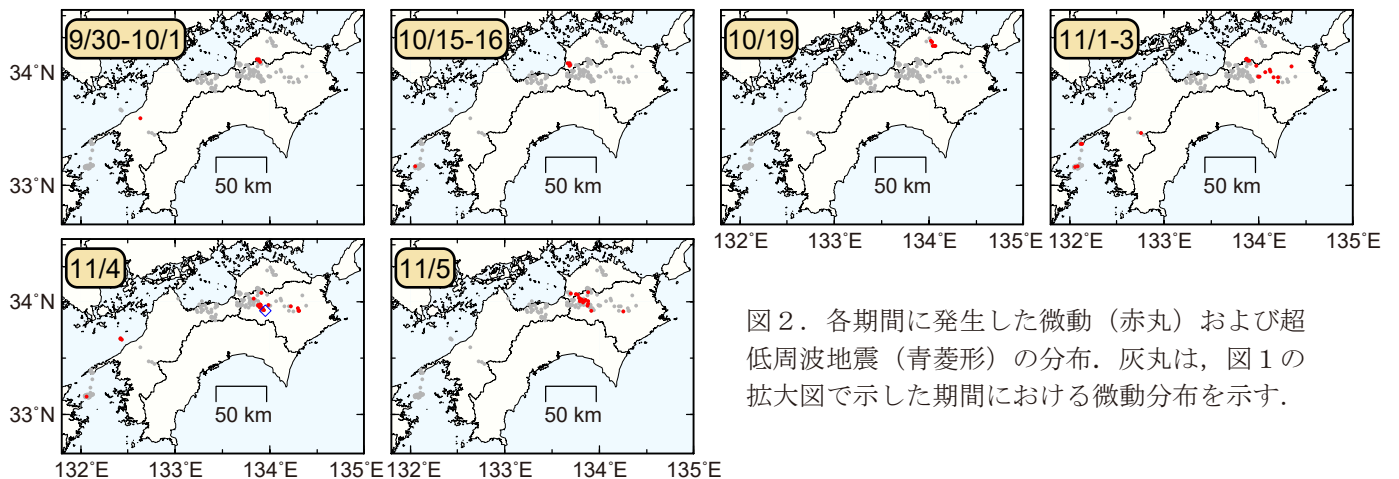 9/30-10/1
10/15-16
10/19
11/1-3
34˚N
33˚N
50 km
50 km
50 km
50 km
132˚E 133˚E 134˚E 135˚E
132˚E 133˚E 134˚E 135˚E
11/4
11/5
34˚N
33˚N
50 km
50 km
132˚E 133˚E 134˚E 135˚E
132˚E 133˚E 134˚E 135˚E
図２．各期間に発生した微動（赤丸）および超
低周波地震（青菱形）の分布．灰丸は，図１の
拡大図で示した期間における微動分布を示す．